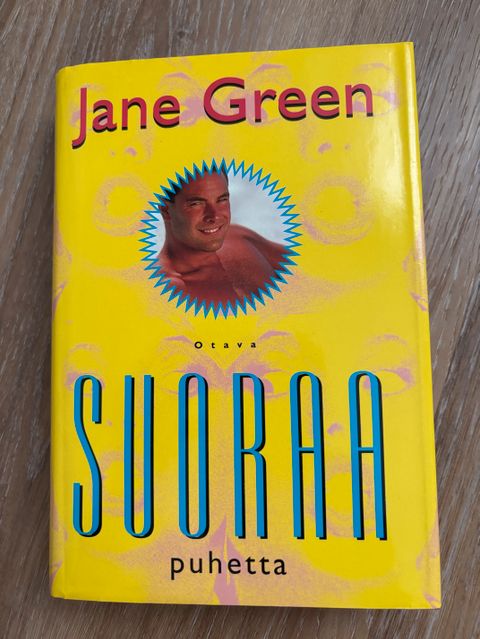 Jane Green
Otava
SUORAA
puhetta